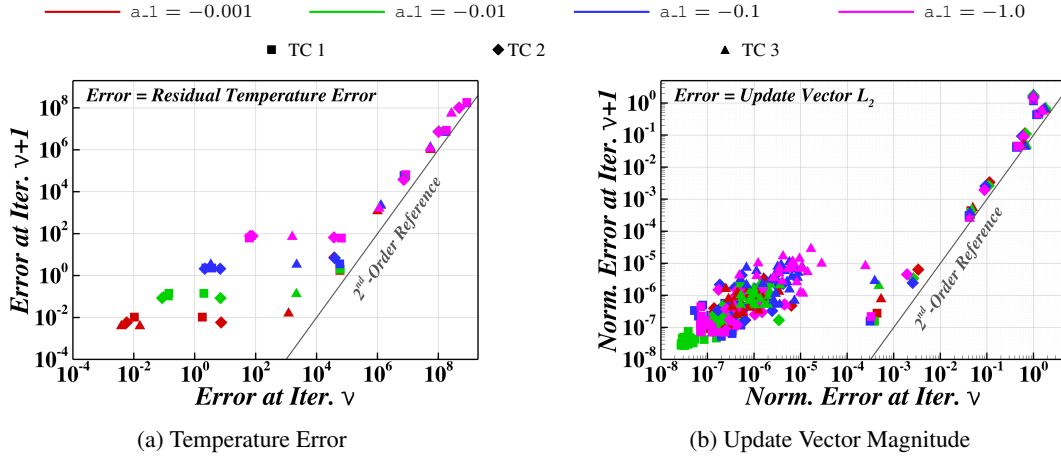 a_1 = −0.001 a_1 = −0.01 a_1 = −0.1 a_1 = −1.0
TC 1 TC 2 TC 3
Error = Residual Temperature Error
Error at Iter. ν+1
10^8
10^6
10^4
10^2
10^0
10^-2
10^-4
2nd-Order Reference
10^-4 10^-2 10^0 10^2 10^4 10^6 10^8
Error at Iter. ν
(a) Temperature Error
Error = Update Vector L_2
Norm. Error at Iter. ν+1
10^0
10^-1
10^-2
10^-3
10^-4
10^-5
10^-6
10^-7
10^-8
2nd-Order Reference
10^-8 10^-7 10^-6 10^-5 10^-4 10^-3 10^-2 10^-1 10^0
Norm. Error at Iter. ν
(b) Update Vector Magnitude